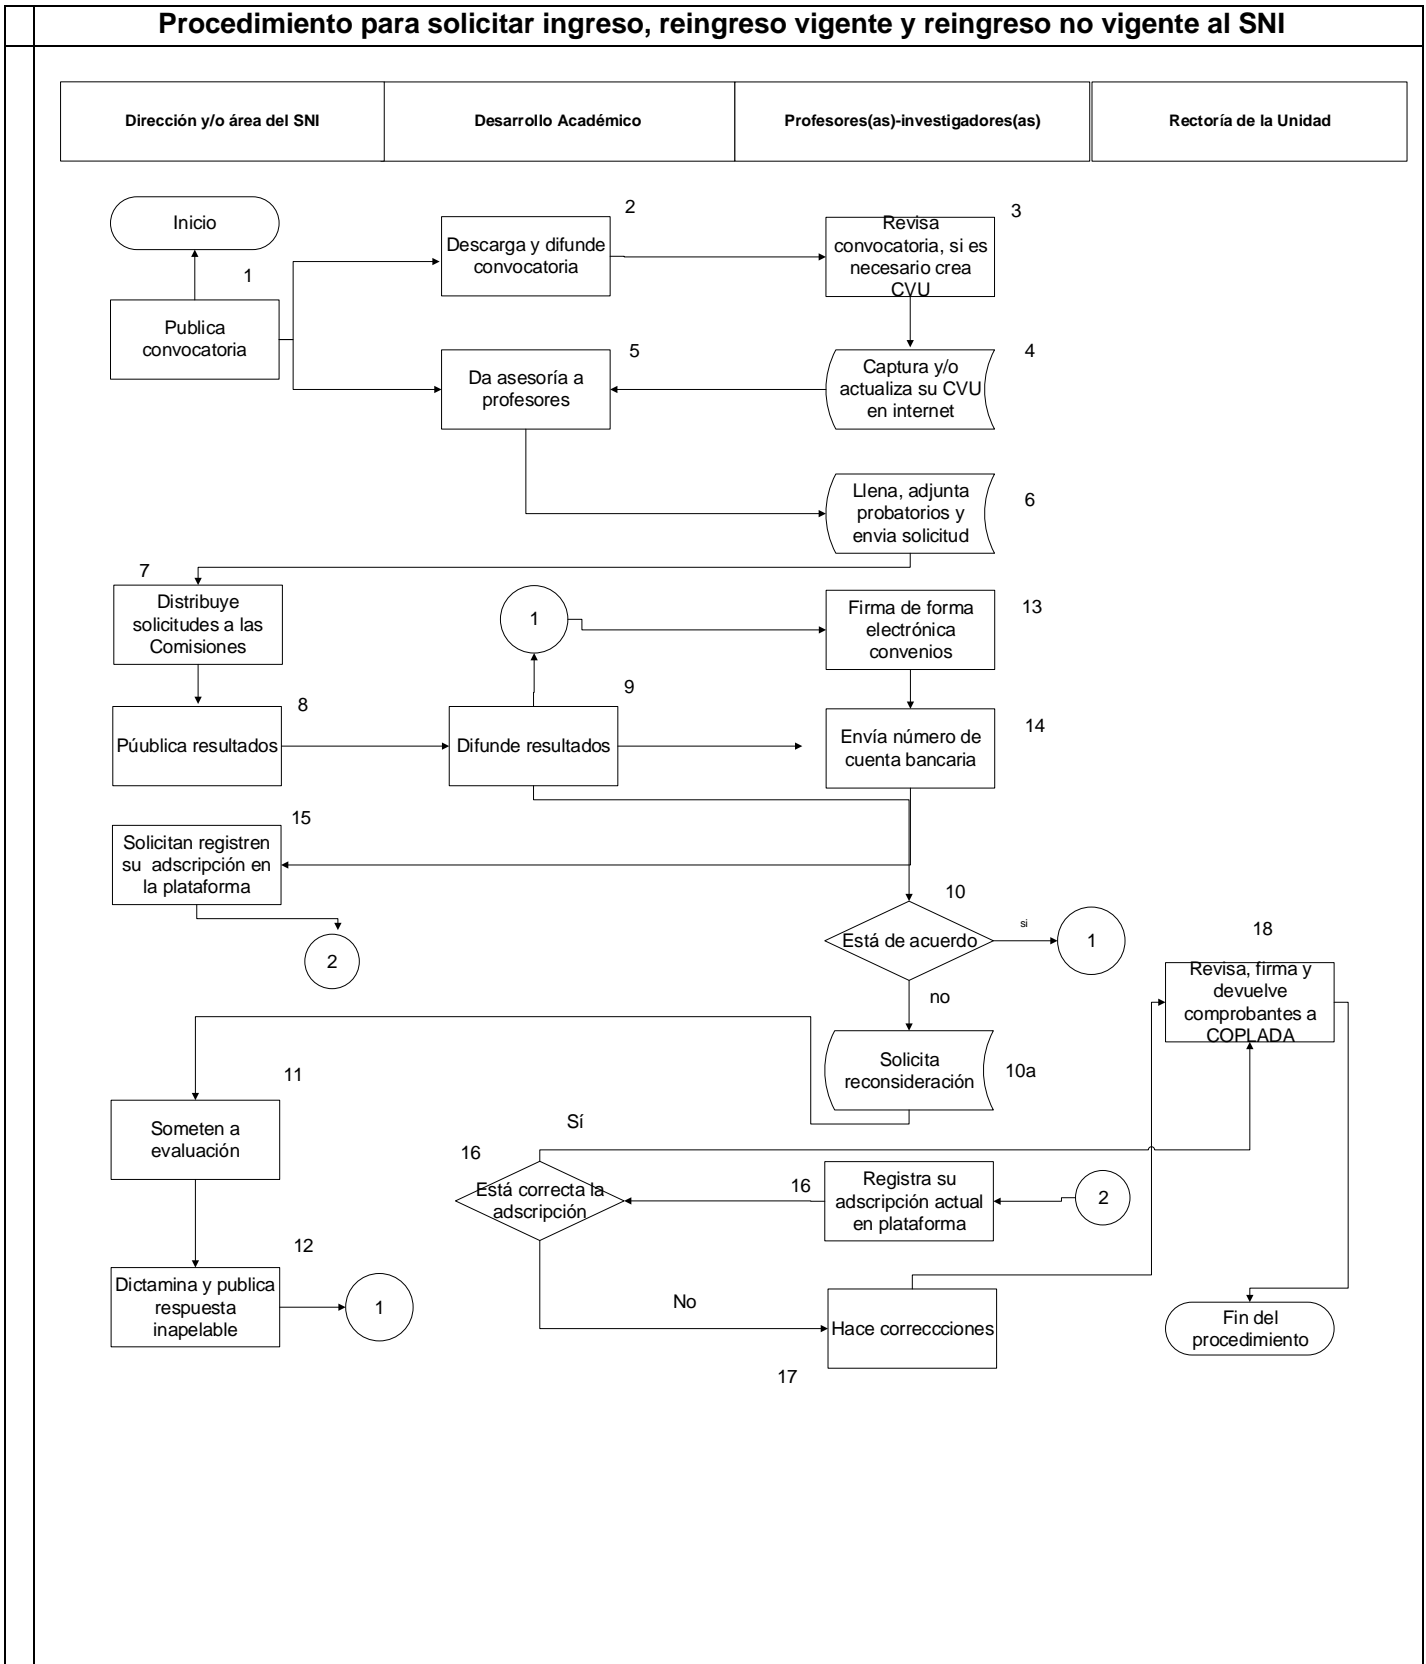 Procedimiento para solicitar ingreso, reingreso vigente y reingreso no vigente al SNI
Dirección y/o área del SNI
Desarrollo Académico
Profesores(as)-investigadores(as)
Rectoría de la Unidad
Inicio
1
Publica
convocatoria
2
Descarga y difunde
convocatoria
3
Revisa
convocatoria, si es
necesario crea
CVU
5
Da asesoría a
profesores
4
Captura y/o
actualiza su CVU
en internet
Llena, adjunta
probatorios y
envia solicitud
6
7
Distribuye
solicitudes a las
Comisiones
1
Firma de forma
electrónica
convenios
13
8
Púublica resultados
9
Difunde resultados
Envía número de
cuenta bancaria
14
15
Solicitan registren
su adscripción en
la plataforma
2
10
Está de acuerdo
si
1
no
18
Revisa, firma y
devuelve
comprobantes a
COPLADA
Solicita
reconsideración
10a
11
Someten a
evaluación
Sí
16
Está correcta la
adscripción
16
Registra su
adscripción actual
en plataforma
2
12
Dictamina y publica
respuesta
inapelable
1
No
Hace correccciones
17
Fin del
procedimiento